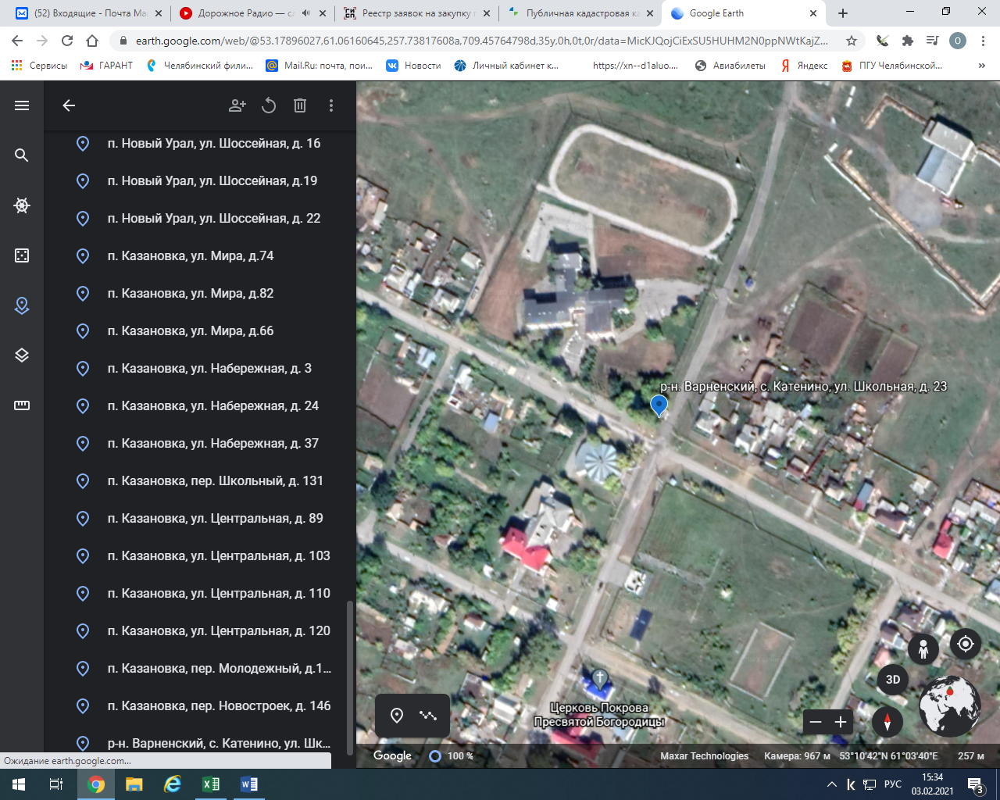 (52) Входящие - Почта Ма
Дорожное Радио — сл
Реестр заявок на закупку
Публичная кадастровая ка
Google Earth
earth.google.com/web/@53.17896027,61.06160645,257.73817608a,709.45764798d,35y,0h,0t,0r/data=MicKJQojCiExSU5HUHM2N0ppNWtKajZ...
О
Сервисы
ГАРАНТ
Челябинский фили...
Mail.Ru: почта, пои...
Новости
Личный кабинет к...
https://xn--d1aluo....
Авиабилеты
Яндекс
ПГУ Челябинской...
»
п. Новый Урал, ул. Шоссейная, д. 16
п. Новый Урал, ул. Шоссейная, д.19
п. Новый Урал, ул. Шоссейная, д. 22
п. Казановка, ул. Мира, д.74
п. Казановка, ул. Мира, д.82
п. Казановка, ул. Мира, д.66
п. Казановка, ул. Набережная, д. 3
п. Казановка, ул. Набережная, д. 24
п. Казановка, ул. Набережная, д. 37
п. Казановка, пер. Школьный, д. 131
п. Казановка, ул. Центральная, д. 89
п. Казановка, ул. Центральная, д. 103
п. Казановка, ул. Центральная, д. 110
п. Казановка, ул. Центральная, д. 120
п. Казановка, пер. Молодежный, д.1...
п. Казановка, пер. Новостроек, д. 146
р-н. Варненский, с. Катенино, ул. Шк...
Ожидание earth.google.com...
р-н. Варненский, с. Катенино, ул. Школьная, д. 23
Церковь Покрова
Пресвятой Богородицы
3D
Google
100 %
Maxar Technologies
Камера: 967 м
53°10'42"N 61°03'40"E
257 м
РУС
15:34
03.02.2021
3